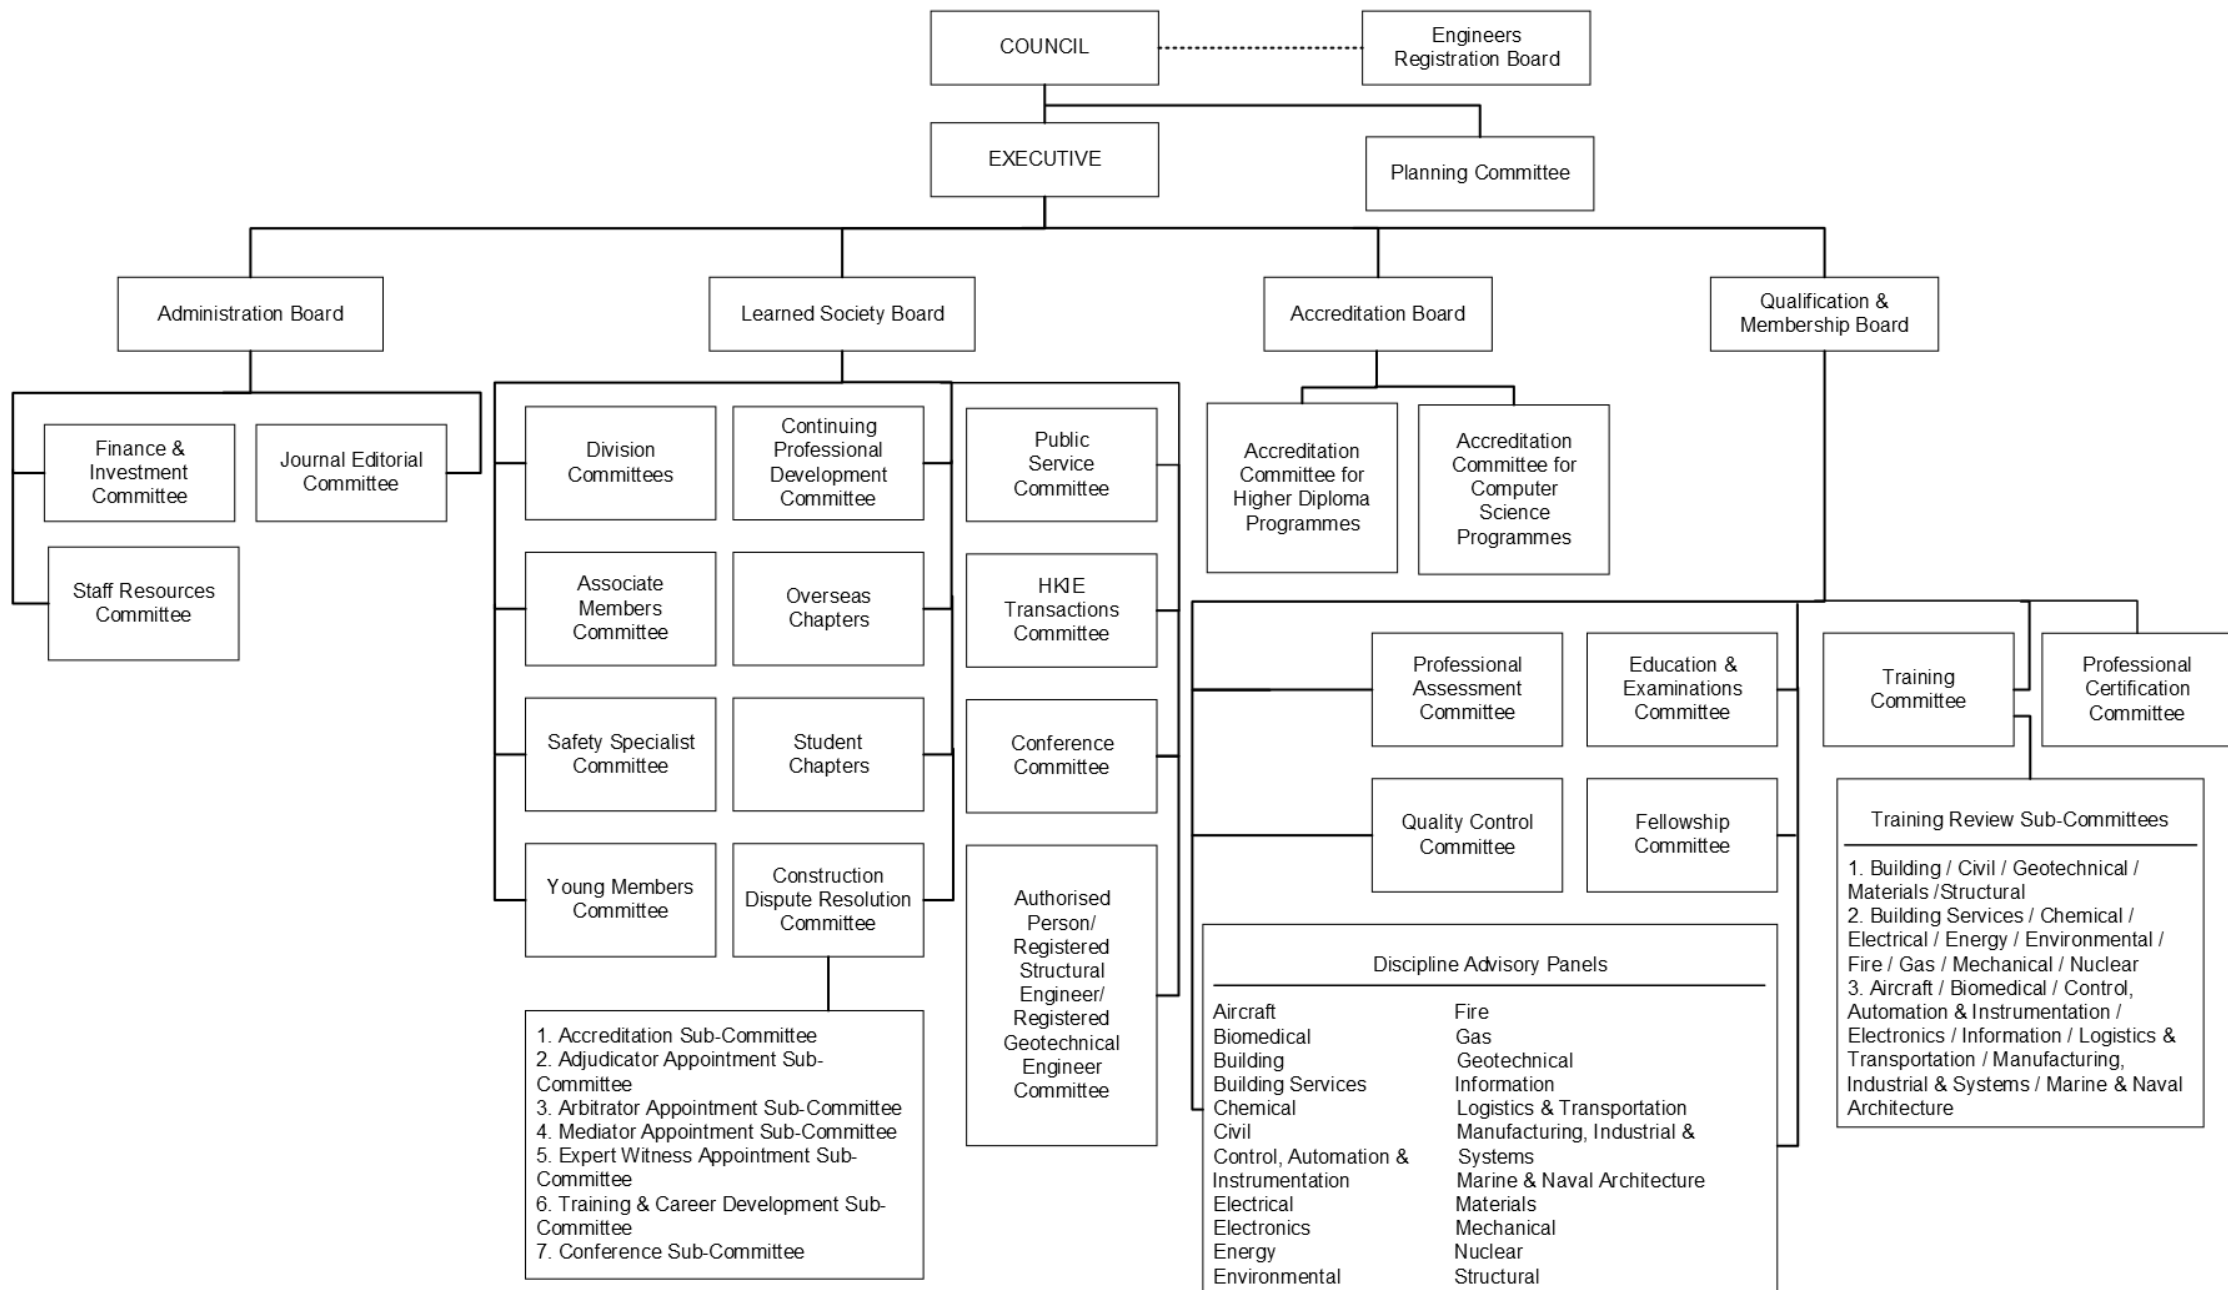 COUNCIL
Engineers
Registration Board
EXECUTIVE
Planning Committee
Administration Board
Learned Society Board
Accreditation Board
Qualification &
Membership Board
Finance &
Investment
Committee
Journal Editorial
Committee
Staff Resources
Committee
Division
Committees
Continuing
Professional
Development
Committee
Public
Service
Committee
Associate
Members
Committee
Overseas
Chapters
HKIE
Transactions
Committee
Safety Specialist
Committee
Student
Chapters
Conference
Committee
Young Members
Committee
Construction
Dispute Resolution
Committee
Authorised
Person/
Registered
Structural
Engineer/
Registered
Geotechnical
Engineer
Committee
1. Accreditation Sub-Committee
2. Adjudicator Appointment Sub-
Committee
3. Arbitrator Appointment Sub-Committee
4. Mediator Appointment Sub-Committee
5. Expert Witness Appointment Sub-
Committee
6. Training & Career Development Sub-
Committee
7. Conference Sub-Committee
Accreditation
Committee for
Higher Diploma
Programmes
Accreditation
Committee for
Computer
Science
Programmes
Professional
Assessment
Committee
Education &
Examinations
Committee
Training
Committee
Professional
Certification
Committee
Quality Control
Committee
Fellowship
Committee
Discipline Advisory Panels
Aircraft
Biomedical
Building
Building Services
Chemical
Civil
Control, Automation &
Instrumentation
Electrical
Electronics
Energy
Environmental
Fire
Gas
Geotechnical
Information
Logistics & Transportation
Manufacturing, Industrial &
Systems
Marine & Naval Architecture
Materials
Mechanical
Nuclear
Structural
Training Review Sub-Committees
1. Building / Civil / Geotechnical /
Materials /Structural
2. Building Services / Chemical /
Electrical / Energy / Environmental /
Fire / Gas / Mechanical / Nuclear
3. Aircraft / Biomedical / Control,
Automation & Instrumentation /
Electronics / Information / Logistics &
Transportation / Manufacturing,
Industrial & Systems / Marine & Naval
Architecture